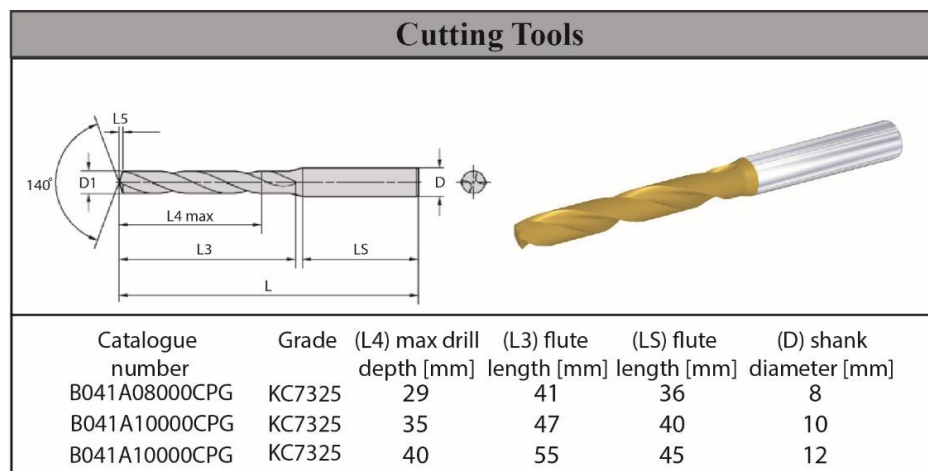 Cutting Tools
L5
140°
D1
D
L4 max
L3
LS
L
Catalogue number Grade (L4) max drill depth [mm] (L3) flute length [mm] (LS) flute length [mm] (D) shank diameter [mm]
B041A08000CPG KC7325 29 41 36 8
B041A10000CPG KC7325 35 47 40 10
B041A10000CPG KC7325 40 55 45 12